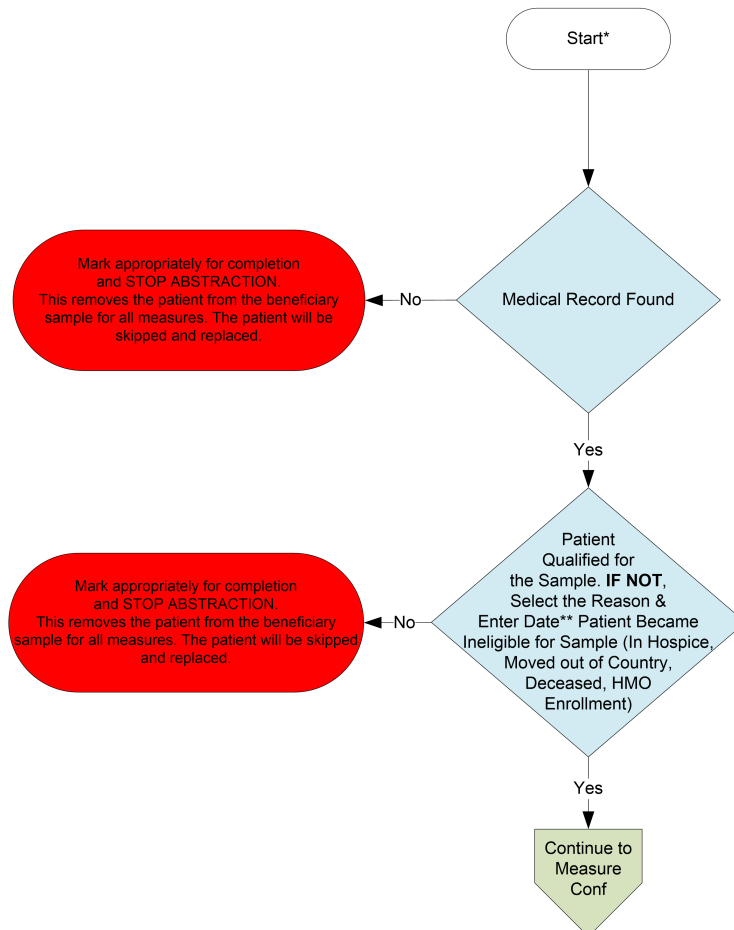 Start*
Medical Record Found
No
Mark appropriately for completion
and STOP ABSTRACTION.
This removes the patient from the beneficiary
sample for all measures. The patient will be
skipped and replaced.
Yes
Patient
Qualified for
the Sample. IF NOT,
Select the Reason &
Enter Date** Patient Became
Ineligible for Sample (In Hospice,
Moved out of Country,
Deceased, HMO
Enrollment)
No
Mark appropriately for completion
and STOP ABSTRACTION.
This removes the patient from the beneficiary
sample for all measures. The patient will be skipped
and replaced.
Yes
Continue to
Measure
Conf